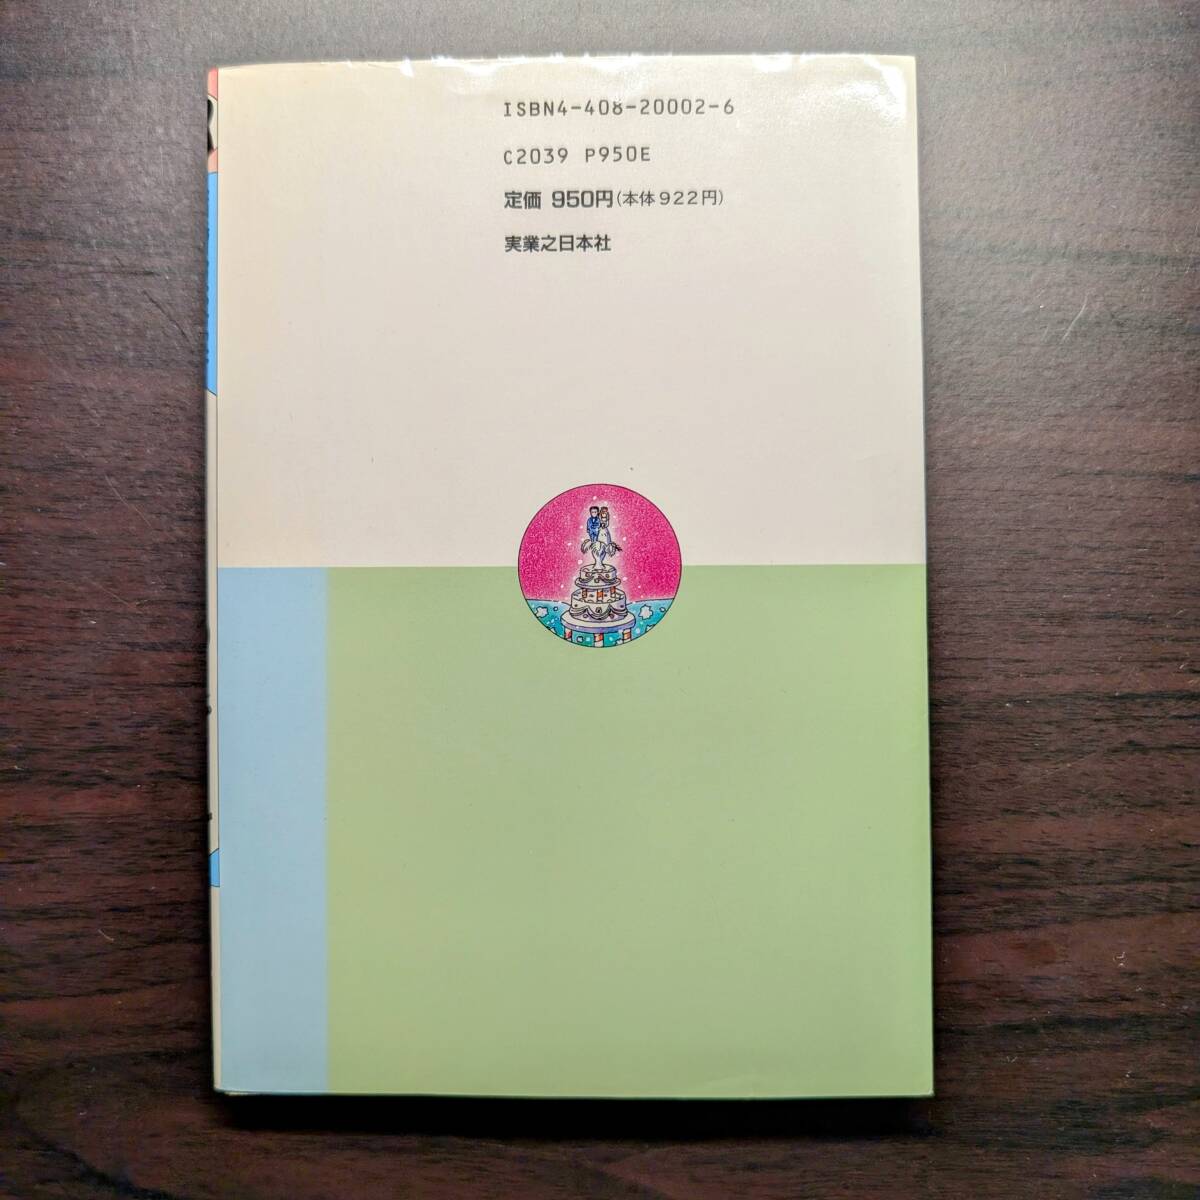 ISBN4-408-20002-6
C2039 P950E
定価 950円(本体922円)
実業之日本社